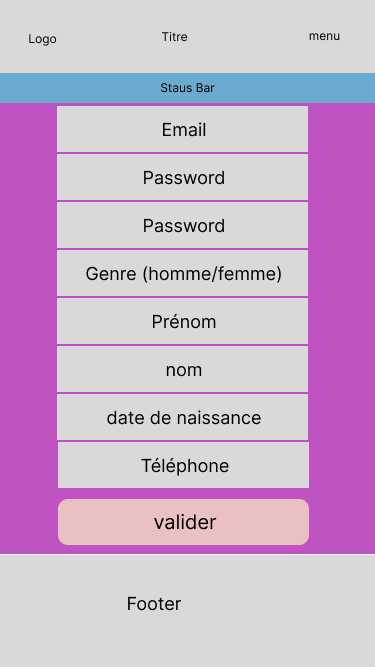 Logo
Titre
menu
Staus Bar
Email
Password
Password
Genre (homme/femme)
Prénom
nom
date de naissance
Téléphone
valider
Footer